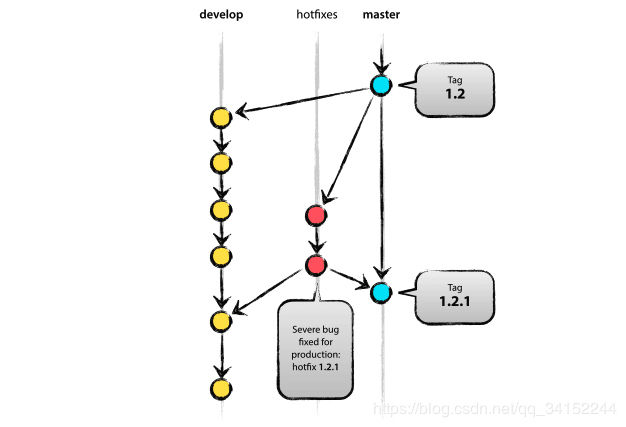 develop
hotfixes
master
Tag
1.2
Tag
1.2.1
Severe bug
fixed for
production:
hotfix 1.2.1
https://blog.csdn.net/qq_34152244